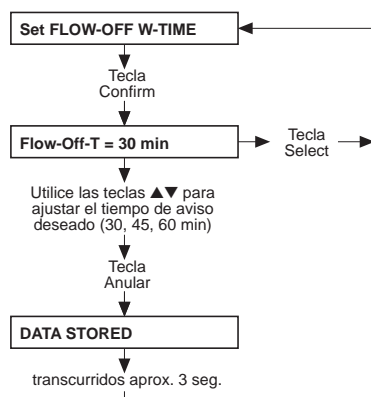 Set FLOW-OFF W-TIME
Tecla
Confirm
Flow-Off-T = 30 min
Tecla
Select
Utilice las teclas ▲▼ para
ajustar el tiempo de aviso
deseado (30, 45, 60 min)
Tecla
Anular
DATA STORED
transcurridos aprox. 3 seg.